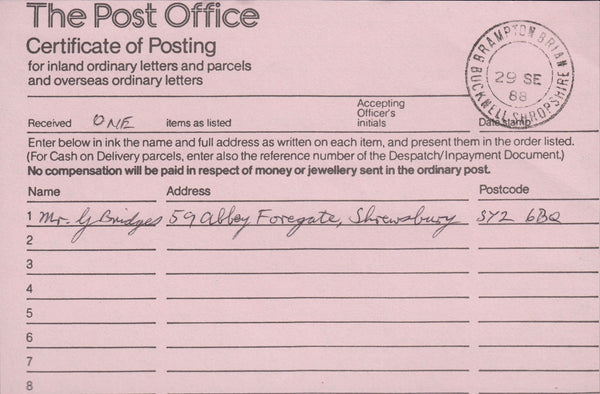 The Post Office
Certificate of Posting
for inland ordinary letters and parcels
and overseas ordinary letters
BRAMPTON BRIAN
29 SE
88
BUCKNELL SHROPSHIRE
Received ONE items as listed Accepting Officer's initials Date stamp
Enter below in ink the name and full address as written on each item, and present them in the order listed.
(For Cash on Delivery parcels, enter also the reference number of the Despatch/Inpayment Document.)
No compensation will be paid in respect of money or jewellery sent in the ordinary post.
Name Address Postcode
1 Mr. G Bridges 59 Abbey Foregate, Shrewsbury SY2 6BQ
2
3
4
5
6
7
8